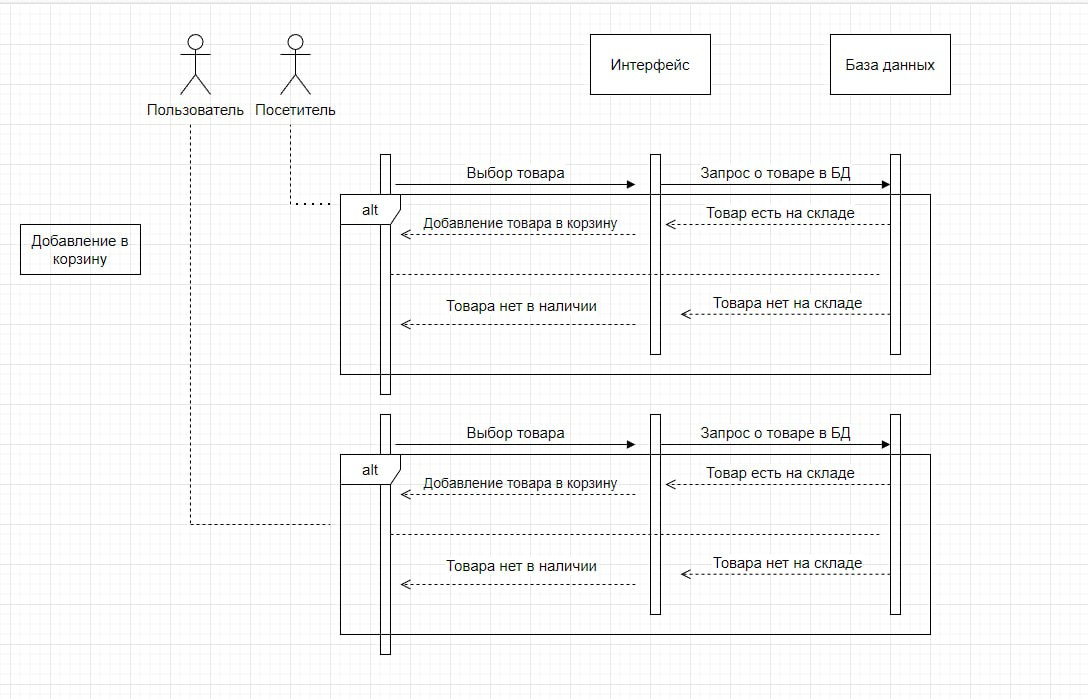 Пользователь
Посетитель
Интерфейс
База данных
Выбор товара
Запрос о товаре в БД
alt
Добавление товара в корзину
Товар есть на складе
Добавление в
корзину
Товара нет в наличии
Товара нет на складе
Выбор товара
Запрос о товаре в БД
alt
Добавление товара в корзину
Товар есть на складе
Товара нет в наличии
Товара нет на складе